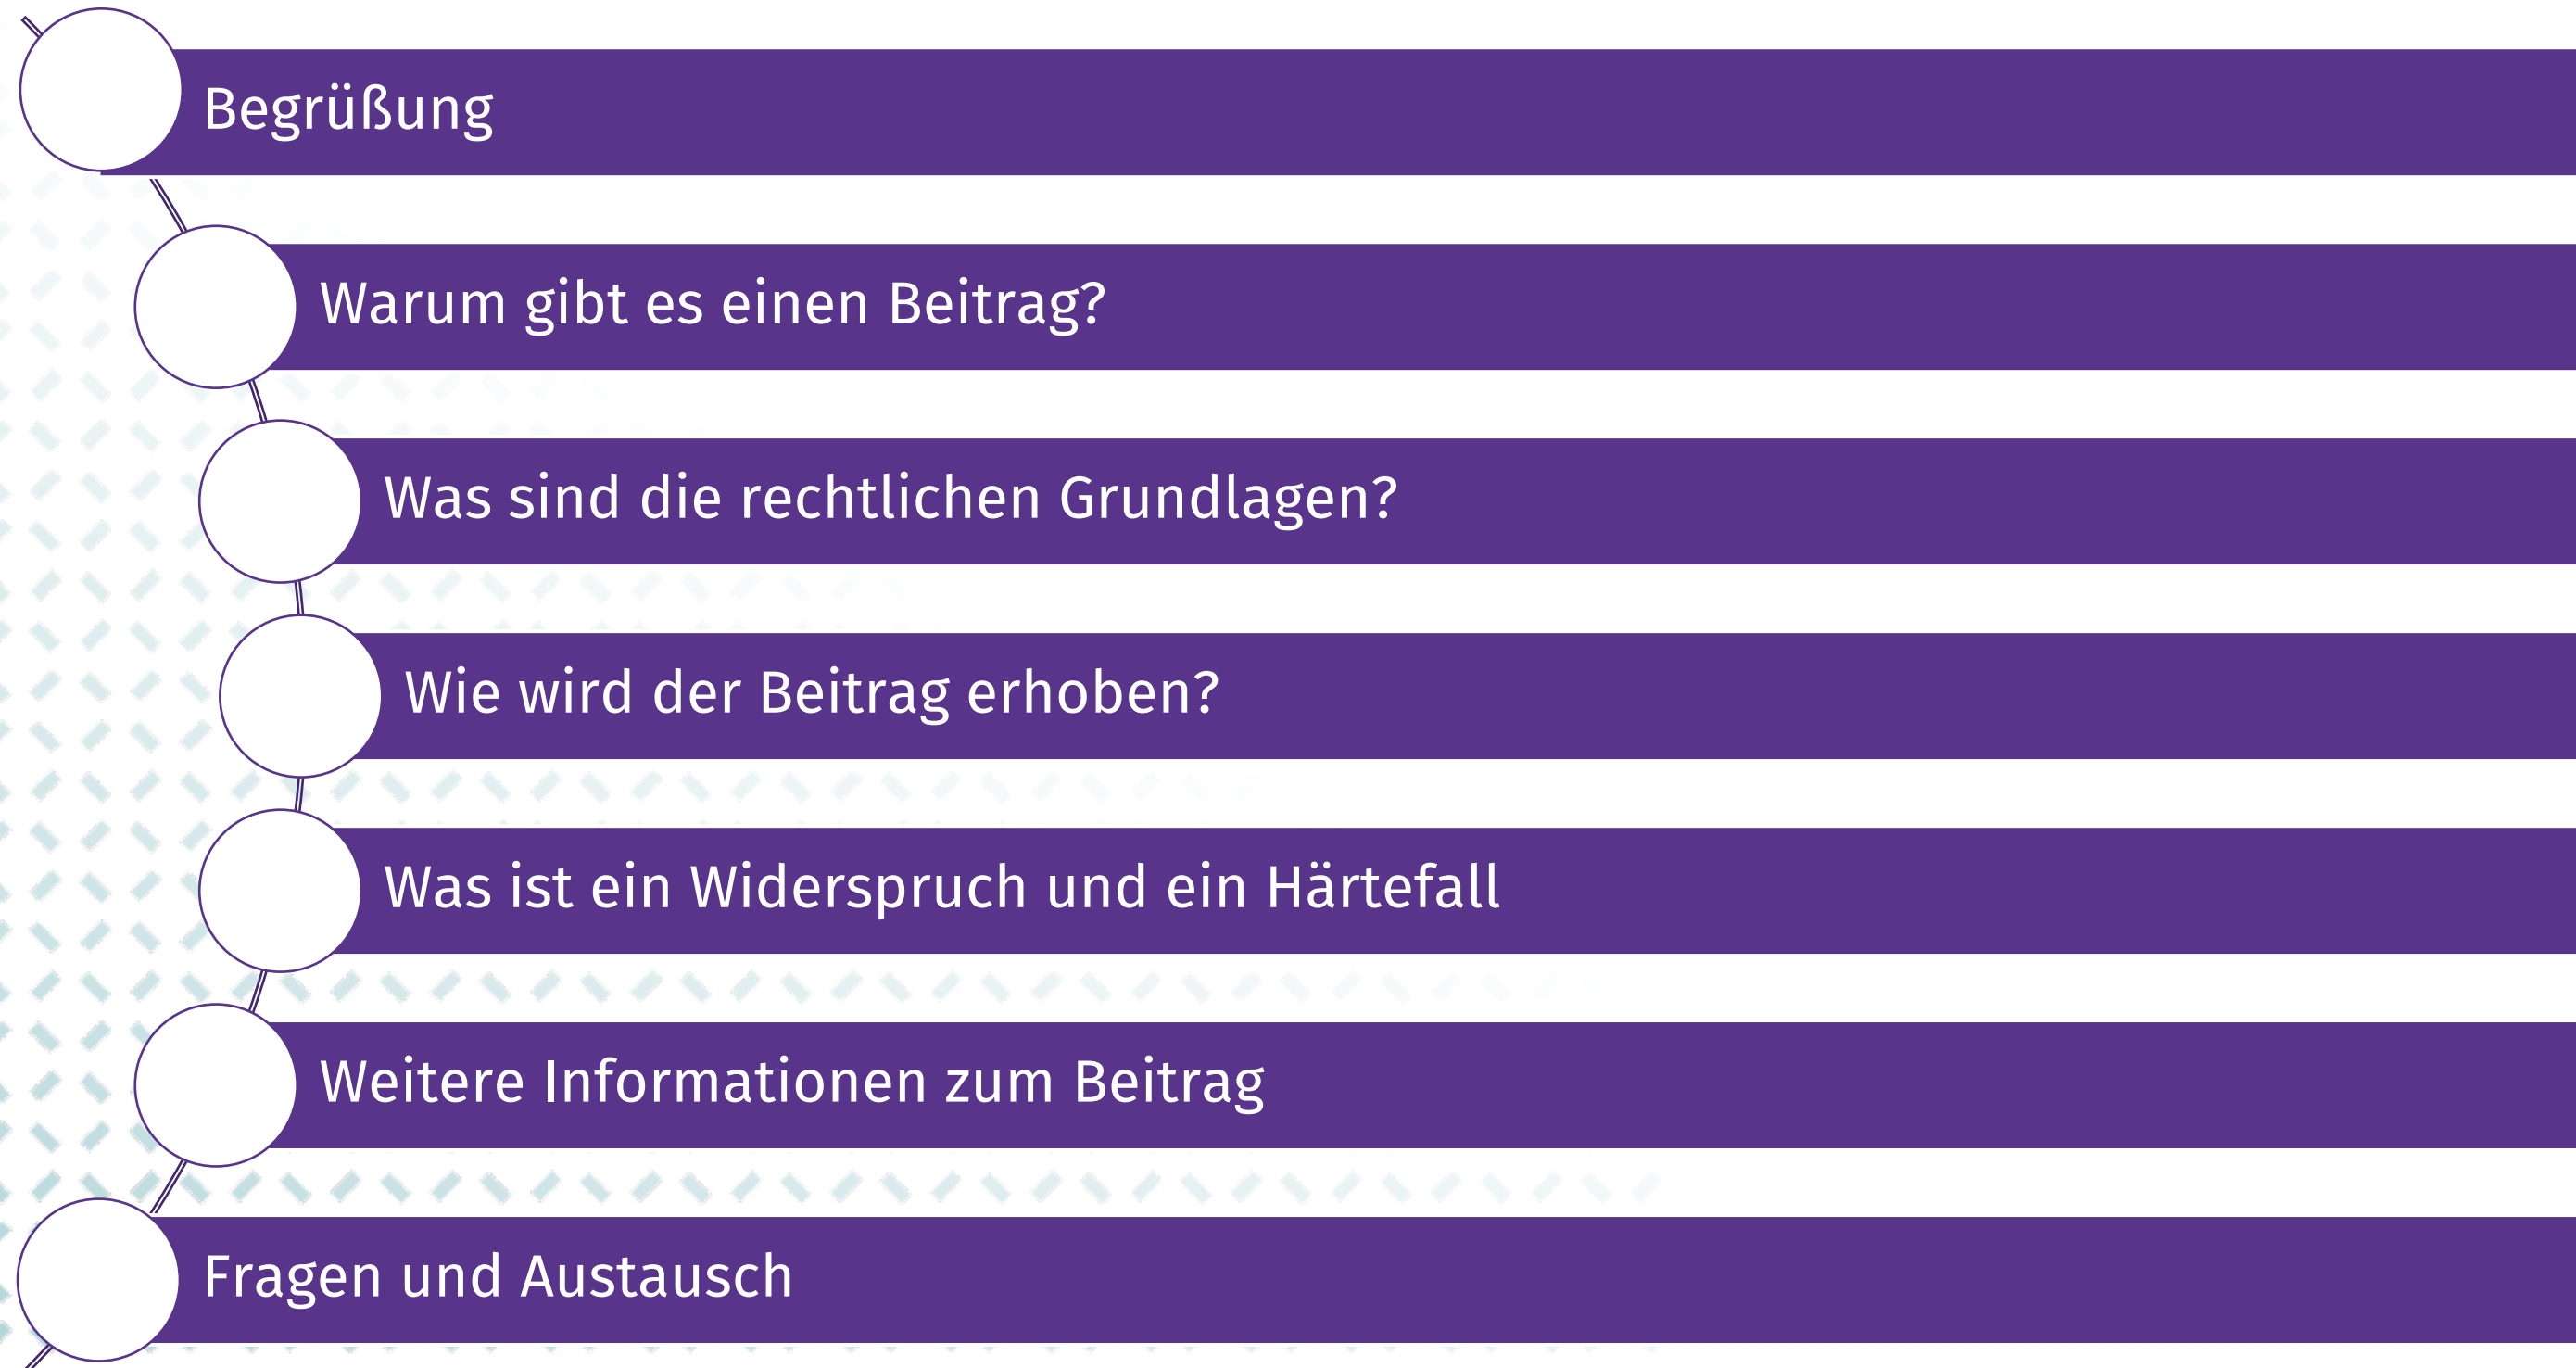 Begrüßung
Warum gibt es einen Beitrag?
Was sind die rechtlichen Grundlagen?
Wie wird der Beitrag erhoben?
Was ist ein Widerspruch und ein Härtefall
Weitere Informationen zum Beitrag
Fragen und Austausch